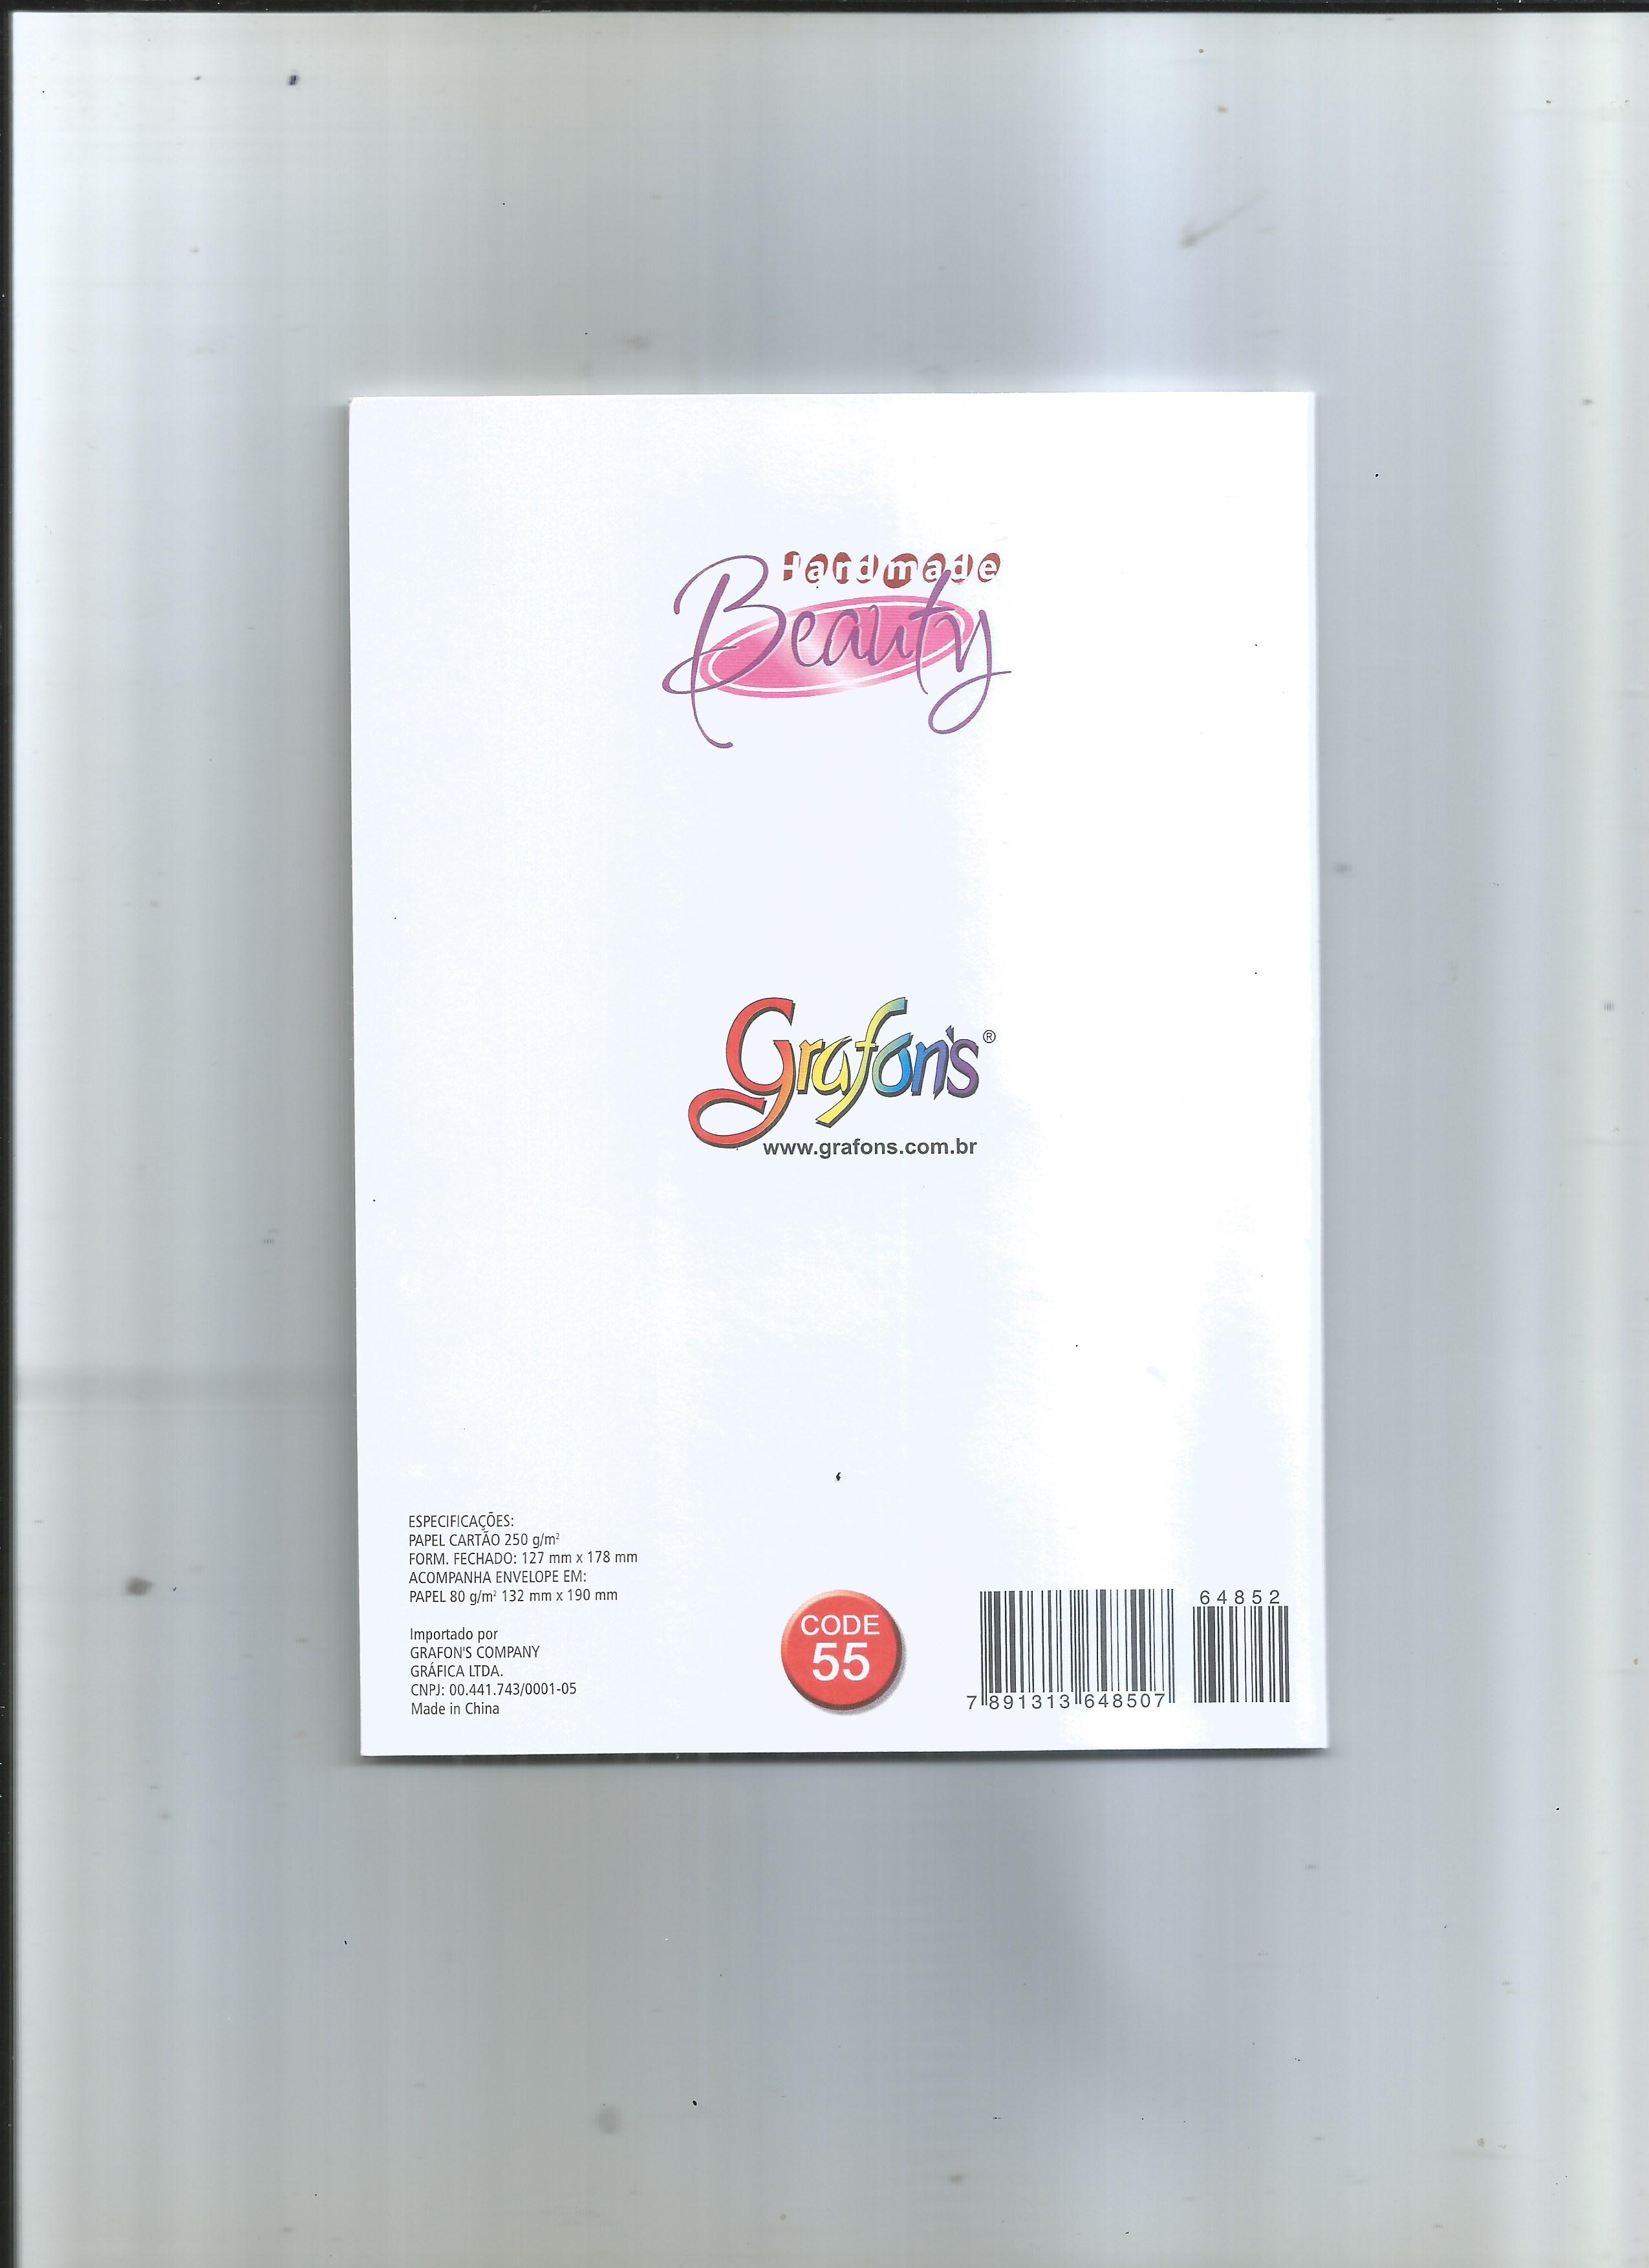 Handmade
Beauty
Grafon's®
www.grafons.com.br
ESPECIFICAÇÕES:
PAPEL CARTÃO 250 g/m²
FORM. FECHADO: 127 mm x 178 mm
ACOMPANHA ENVELOPE EM:
PAPEL 80 g/m² 132 mm x 190 mm
Importado por
GRAFON'S COMPANY
GRÁFICA LTDA.
CNPJ: 00.441.743/0001-05
Made in China
CODE
55
7 891313 648507
64852